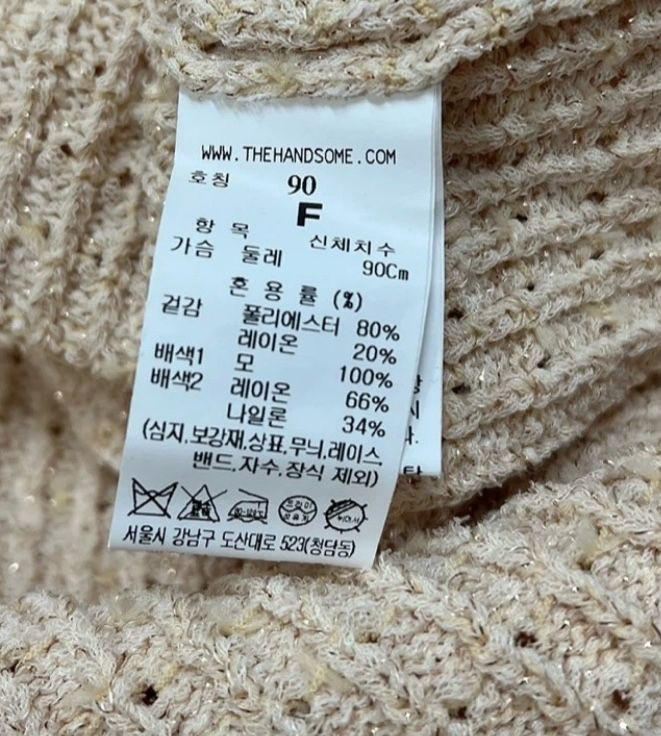 WWW.THEHANDSOME.COM
호칭 90
F
항 목 신체치수
가슴 둘레 90Cm
혼 용 률 (%)
겉감 폴리에스터 80%
레이온 20%
배색1 모 100%
배색2 레이온 66%
나일론 34%
(심지,보강재,상표,무늬,레이스,
밴드,자수,장식 제외)
서울시 강남구 도산대로 523(청담동)